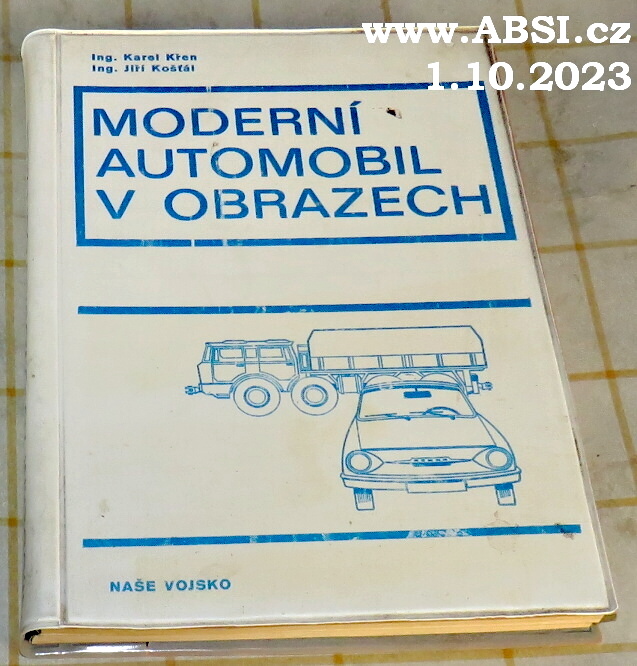 www.ABSI.cz
1.10.2023
Ing. Karel Křen
Ing. Jiří Košťál
MODERNÍ
AUTOMOBIL
V OBRAZECH
NAŠE VOJSKO